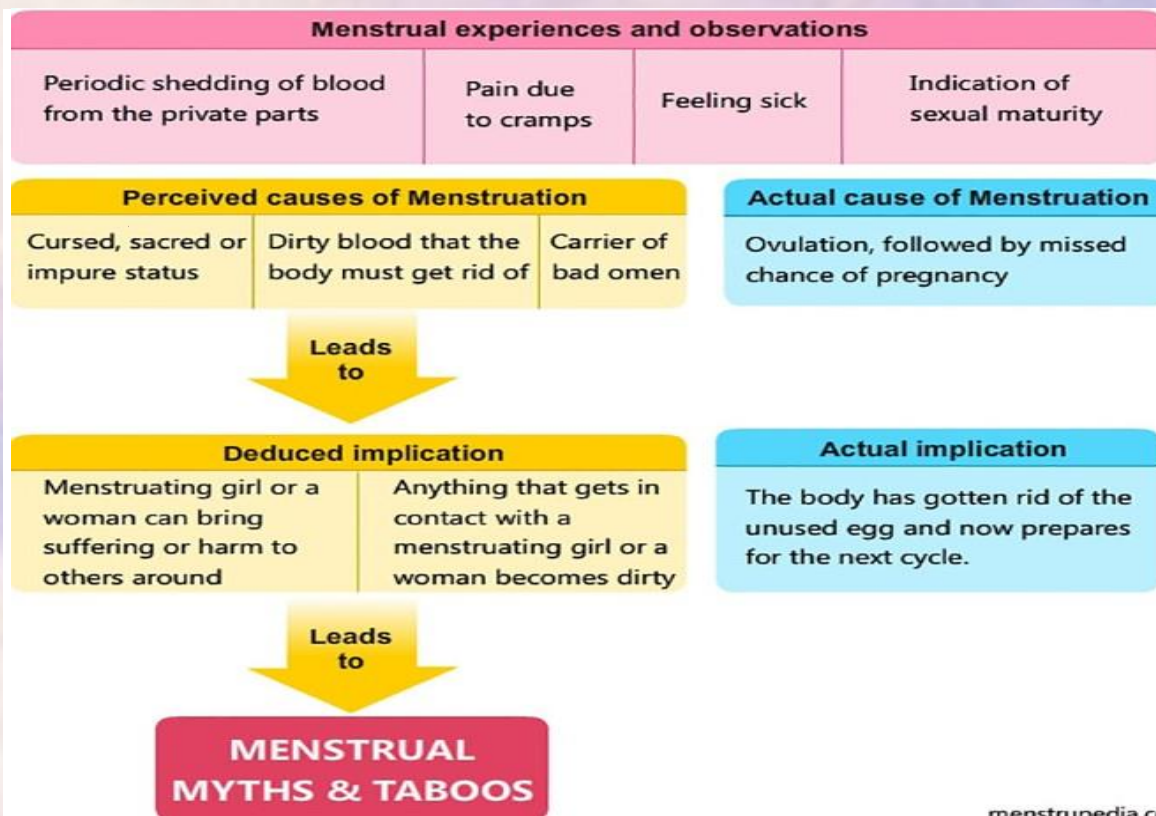 Menstrual experiences and observations
Periodic shedding of blood
from the private parts
Pain due
to cramps
Feeling sick
Indication of
sexual maturity
Perceived causes of Menstruation
Cursed, sacred or
impure status
Dirty blood that the
body must get rid of
Carrier of
bad omen
Actual cause of Menstruation
Ovulation, followed by missed
chance of pregnancy
Leads
to
Deduced implication
Menstruating girl or a
woman can bring
suffering or harm to
others around
Anything that gets in
contact with a
menstruating girl or a
woman becomes dirty
Actual implication
The body has gotten rid of the
unused egg and now prepares
for the next cycle.
Leads
to
MENSTRUAL
MYTHS & TABOOS